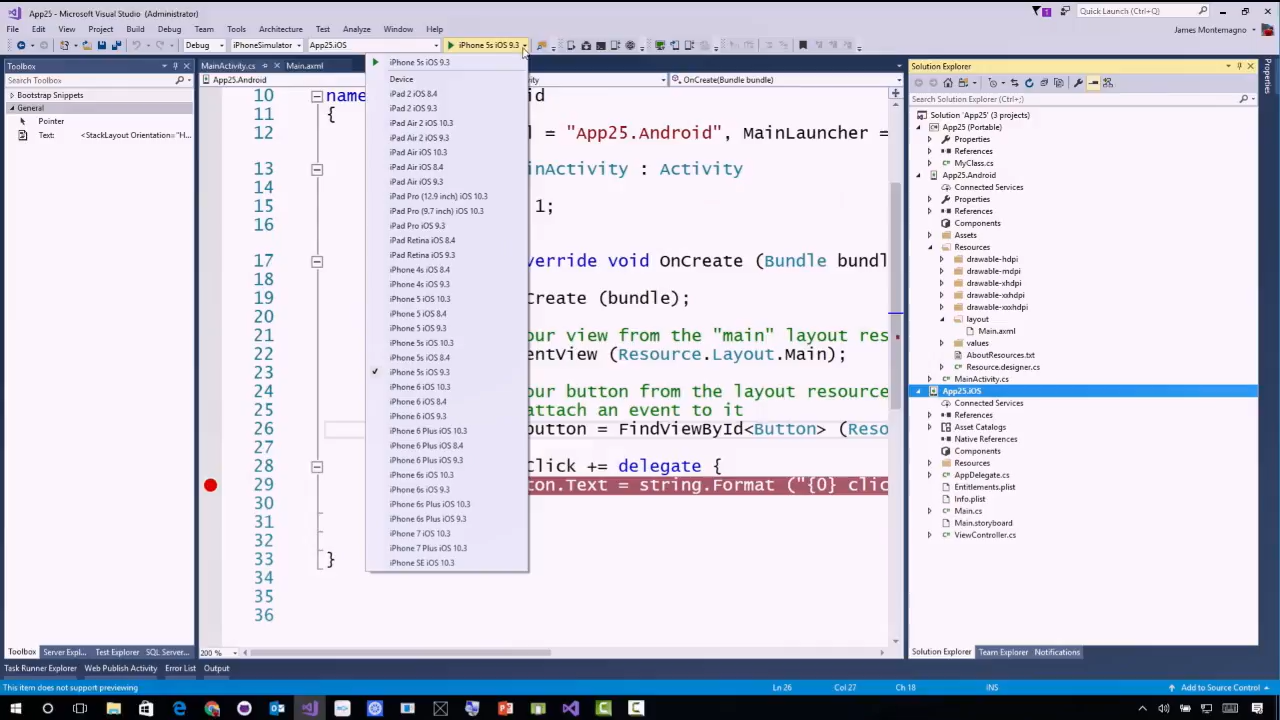 App25 - Microsoft Visual Studio (Administrator)
1
Quick Launch (Ctrl+;)
File Edit View Project Build Debug Team Tools Test Architecture Analyze Window Help
James Montemagno
Debug iPhoneSimulator App25.iOS iPhone 5s iOS 9.3
Toolbox
Search Toolbox
Bootstrap Snippets
General
Pointer
Text: <StackLayout Orientation="H...
MainActivity.cs Main.axml
App25.Android
OnCreate(Bundle bundle)
iPhone 5s iOS 9.3
Device
iPad 2 iOS 8.4
iPad 2 iOS 9.3
iPad Air 2 iOS 10.3
iPad Air 2 iOS 9.3
iPad Air iOS 10.3
iPad Air iOS 8.4
iPad Air iOS 9.3
iPad Pro (12.9 inch) iOS 10.3
iPad Pro (9.7 inch) iOS 10.3
iPad Pro iOS 9.3
iPad Retina iOS 8.4
iPad Retina iOS 9.3
iPhone 4s iOS 8.4
iPhone 4s iOS 9.3
iPhone 5 iOS 10.3
iPhone 5 iOS 8.4
iPhone 5 iOS 9.3
iPhone 5s iOS 10.3
iPhone 5s iOS 8.4
iPhone 5s iOS 9.3
iPhone 6 iOS 10.3
iPhone 6 iOS 8.4
iPhone 6 iOS 9.3
iPhone 6 Plus iOS 10.3
iPhone 6 Plus iOS 8.4
iPhone 6 Plus iOS 9.3
iPhone 6s iOS 10.3
iPhone 6s iOS 9.3
iPhone 6s Plus iOS 10.3
iPhone 6s Plus iOS 9.3
iPhone 7 iOS 10.3
iPhone 7 Plus iOS 10.3
iPhone SE iOS 10.3
10 name d
11 {
12 l = "App25.Android", MainLauncher =
13 inActivity : Activity
14
15 1;
16
17 verride void OnCreate (Bundle bundl
18
19 Create (bundle);
20
21 our view from the "main" layout res
22 entView (Resource.Layout.Main);
23
24 our button from the layout resource
25 attach an event to it
26 button = FindViewById<Button> (Reso
27
28 Click += delegate {
29 ton.Text = string.Format ("{0} clic
30
31
32
33 }
34
35
36
200 %
Solution Explorer
Search Solution Explorer (Ctrl+;)
Solution 'App25' (3 projects)
App25 (Portable)
Properties
References
MyClass.cs
App25.Android
Connected Services
Properties
References
Components
Assets
Resources
drawable-hdpi
drawable-mdpi
drawable-xhdpi
drawable-xxhdpi
drawable-xxxhdpi
layout
Main.axml
values
AboutResources.txt
Resource.designer.cs
MainActivity.cs
App25.iOS
Connected Services
References
Asset Catalogs
Native References
Components
Resources
AppDelegate.cs
Entitlements.plist
Info.plist
Main.cs
Main.storyboard
ViewController.cs
Properties
Toolbox Server Expl... Test Explorer SQL Server...
Solution Explorer Team Explorer Notifications
Task Runner Explorer Web Publish Activity Error List Output
This item does not support previewing Ln 26 Col 27 Ch 18 INS Add to Source Control